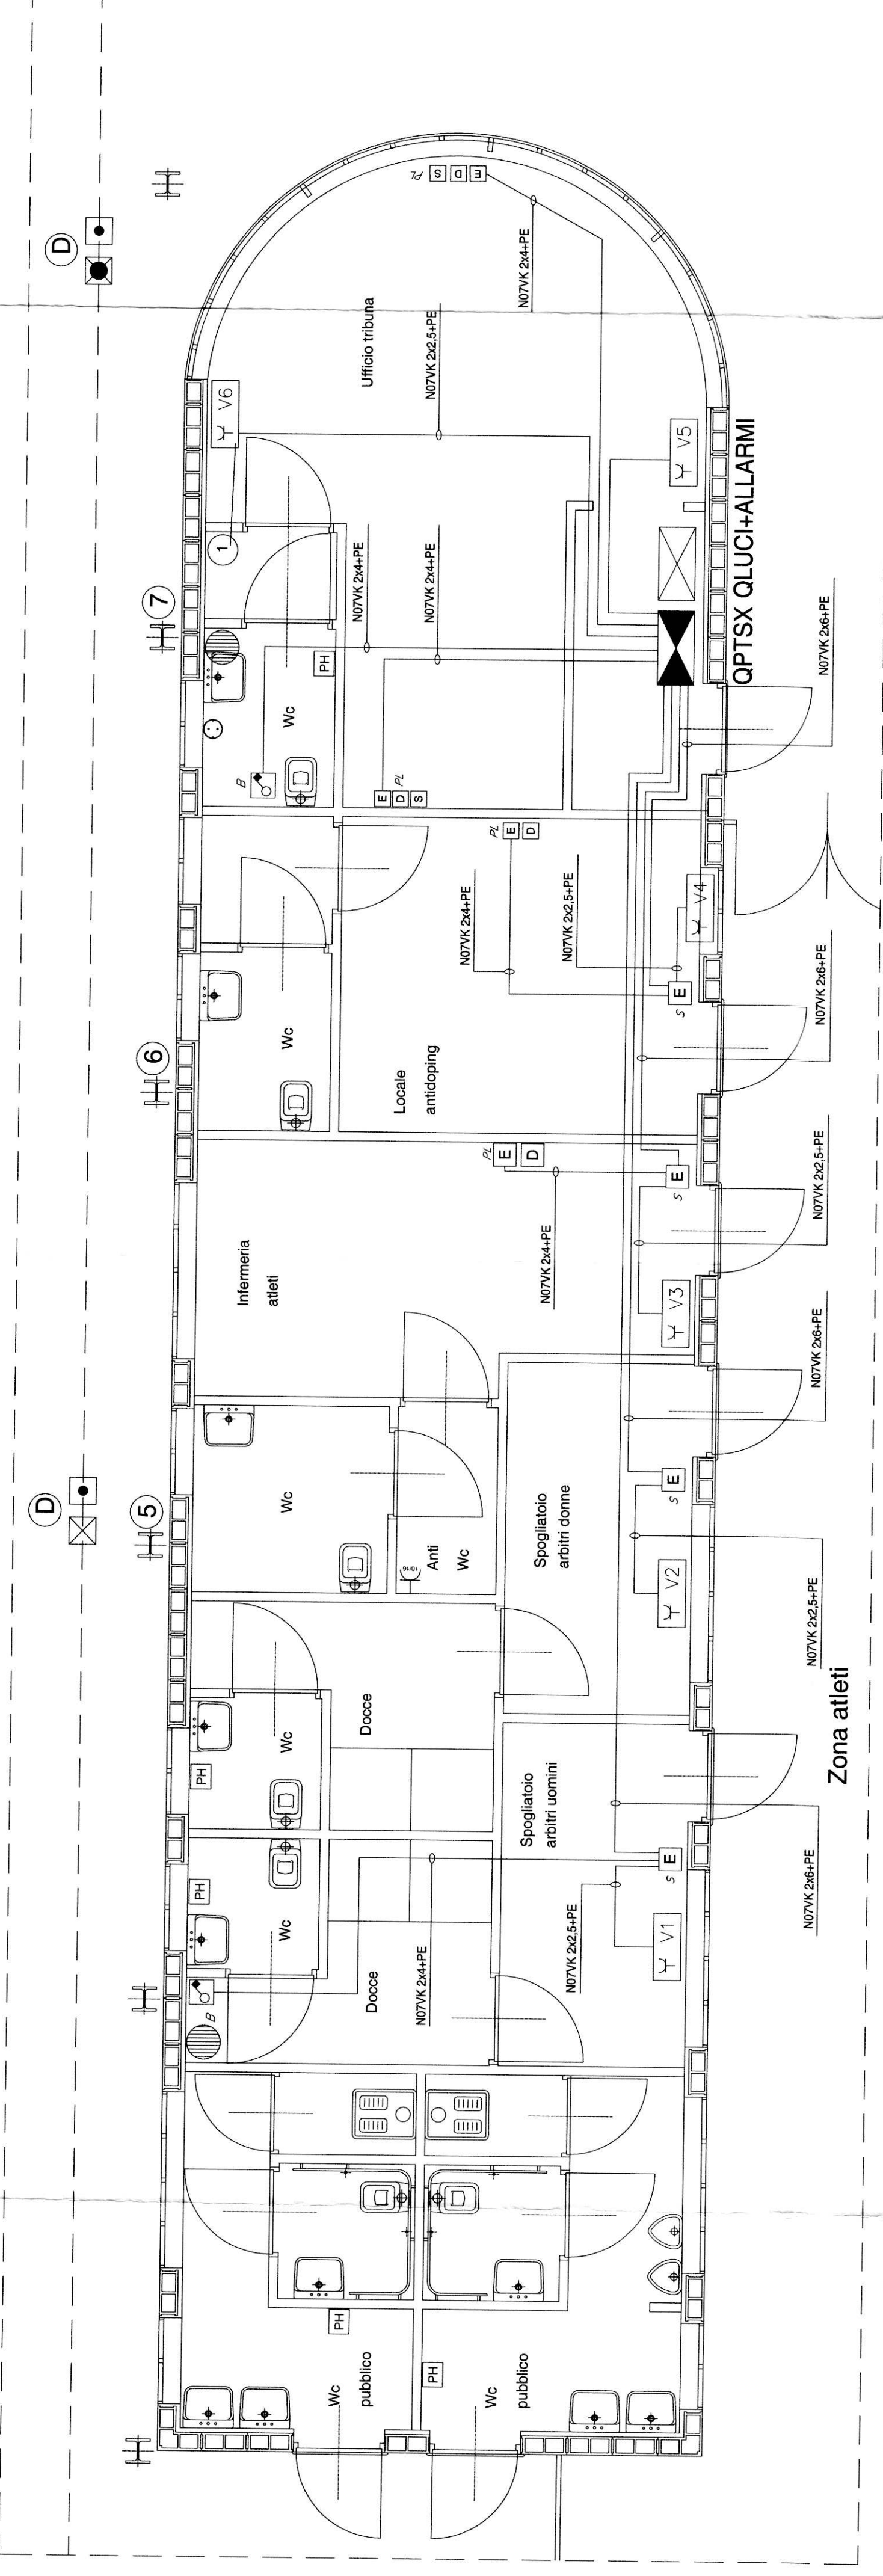 Wc
pubblico
Wc
pubblico
PH
PH
B
Docce
Wc
PH
N07VK 2x4+PE
Spogliatoio
arbitri uomini
N07VK 2x2,5+PE
V1
E
S
N07VK 2x6+PE
Zona atleti
PH
Wc
Docce
Spogliatoio
arbitri donne
N07VK 2x2,5+PE
V2
E
S
N07VK 2x6+PE
Wc
Anti
Wc
10/16
5
D
Infermeria
atleti
N07VK 2x4+PE
PL
E
D
V3
E
S
N07VK 2x2,5+PE
N07VK 2x6+PE
6
Wc
Locale
antidoping
N07VK 2x4+PE
N07VK 2x2,5+PE
PL
E
D
V4
E
S
N07VK 2x6+PE
7
B
Wc
PH
PL
E
D
S
N07VK 2x4+PE
N07VK 2x4+PE
1
V6
QPTSX QLUCI+ALLARMI
V5
Ufficio tribuna
N07VK 2x2,5+PE
N07VK 2x4+PE
PL
S
D
E
D